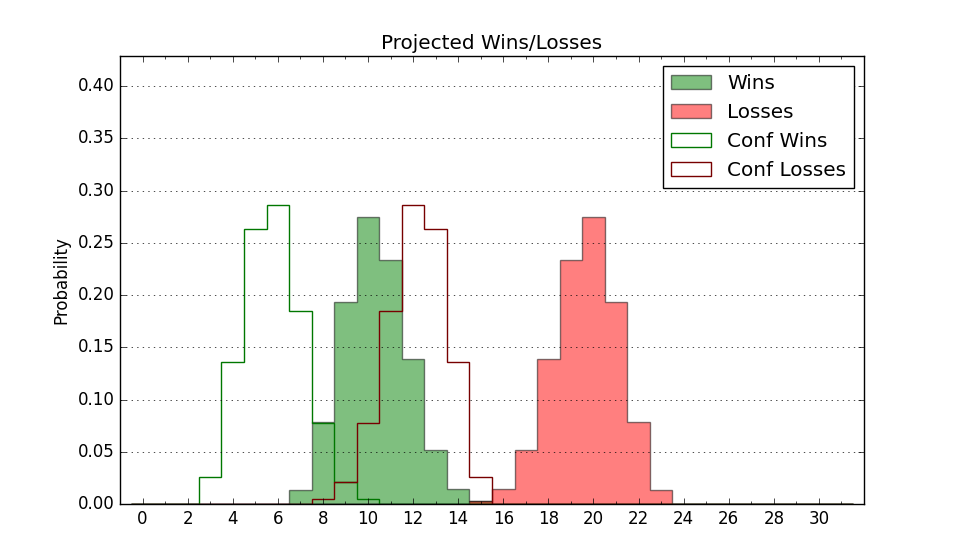 Projected Wins/Losses
Wins
Losses
Conf Wins
Conf Losses
Probability
0.40
0.35
0.30
0.25
0.20
0.15
0.10
0.05
0.00
0 2 4 6 8 10 12 14 16 18 20 22 24 26 28 30